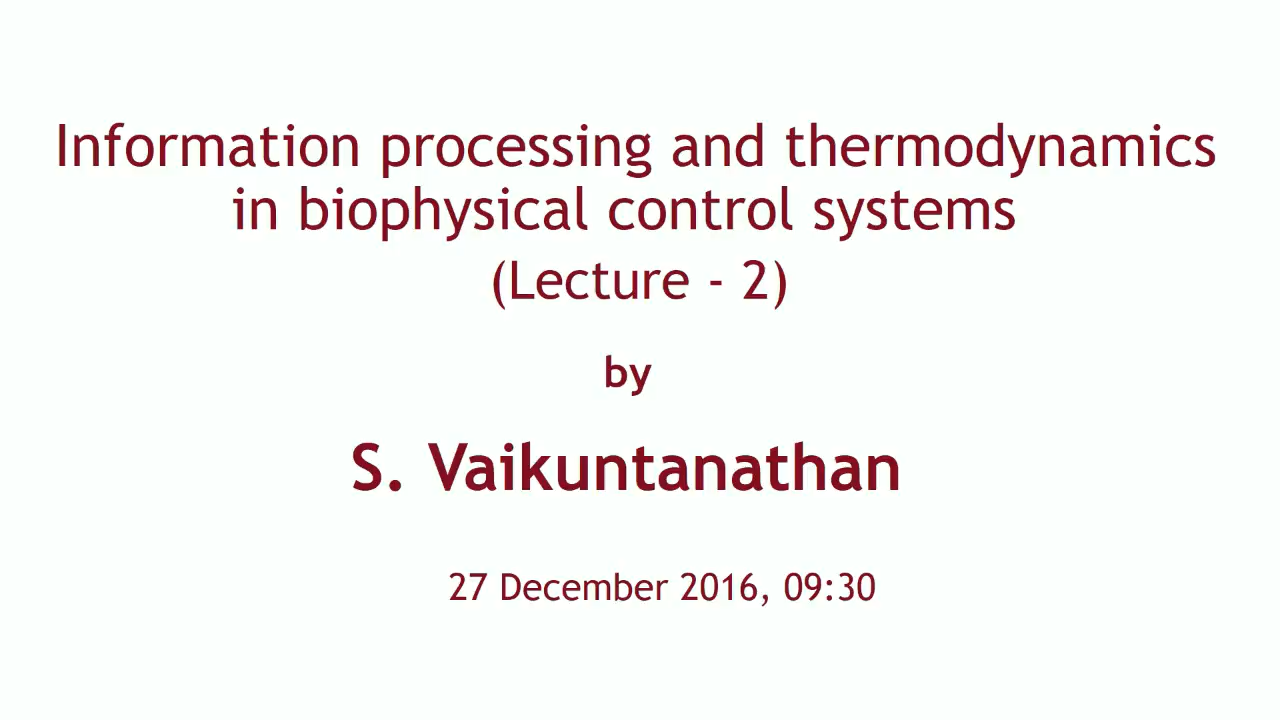 Information processing and thermodynamics
in biophysical control systems
(Lecture - 2)
by
S. Vaikuntanathan
27 December 2016, 09:30